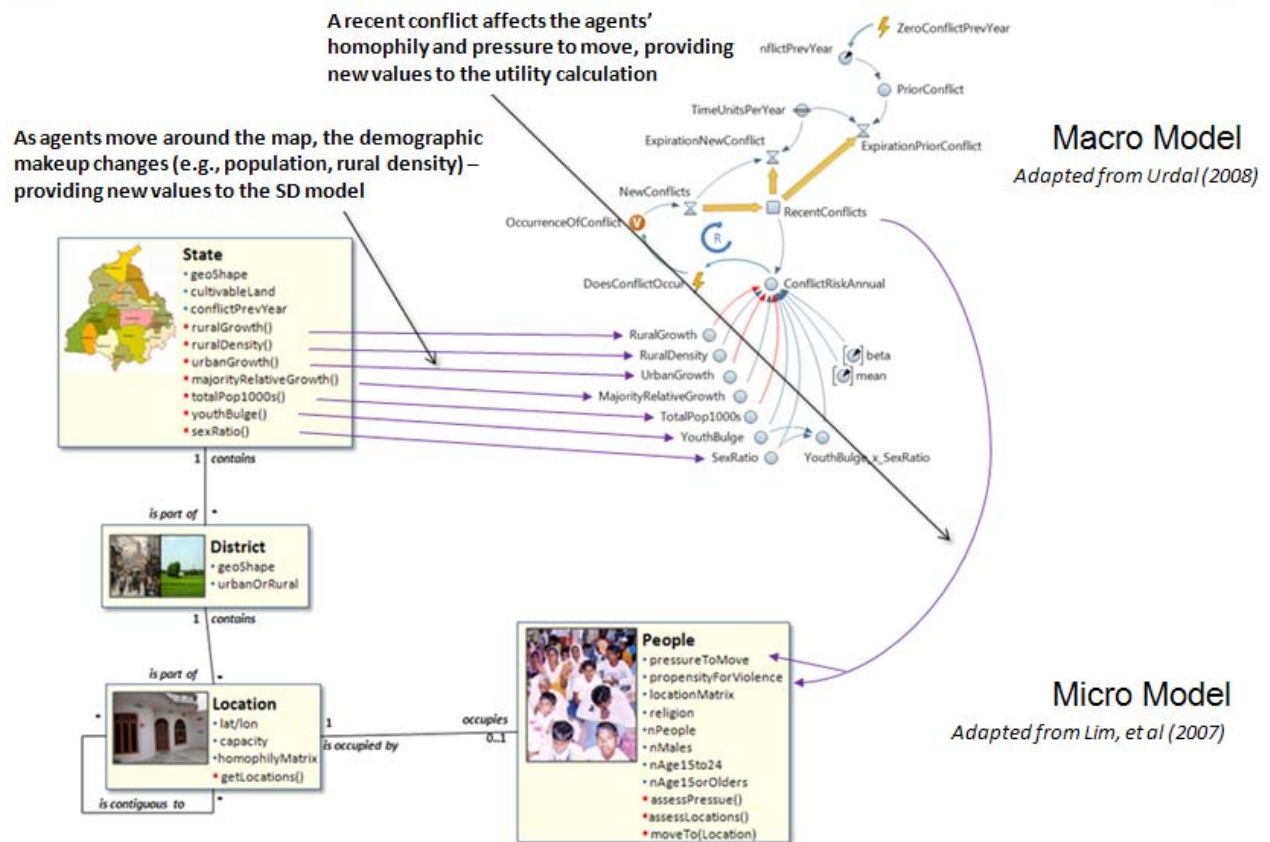 A recent conflict affects the agents'
homophily and pressure to move, providing
new values to the utility calculation
As agents move around the map, the demographic
makeup changes (e.g., population, rural density) –
providing new values to the SD model
ZeroConflictPrevYear
nflictPrevYear
PriorConflict
TimeUnitsPerYear
ExpirationNewConflict
ExpirationPriorConflict
NewConflicts
RecentConflicts
OccurrenceOfConflict
V
R
DoesConflictOccur
ConflictRiskAnnual
RuralGrowth
RuralDensity
UrbanGrowth
MajorityRelativeGrowth
TotalPop1000s
YouthBulge
SexRatio
YouthBulge_x_SexRatio
beta
mean
Macro Model
Adapted from Urdal (2008)
State
geoShape
cultivableLand
conflictPrevYear
ruralGrowth()
ruralDensity()
urbanGrowth()
majorityRelativeGrowth()
totalPop1000s()
youthBulge()
sexRatio()
1 contains
is part of *
District
geoShape
urbanOrRural
1 contains
is part of *
Location
lat/lon
capacity
homophilyMatrix
getLocations()
*
is contiguous to *
1
is occupied by
occupies
0..1
People
pressureToMove
propensityForViolence
locationMatrix
religion
nPeople
nMales
nAge15to24
nAge15orOlders
assessPressue()
assessLocations()
moveTo(Location)
Micro Model
Adapted from Lim, et al (2007)